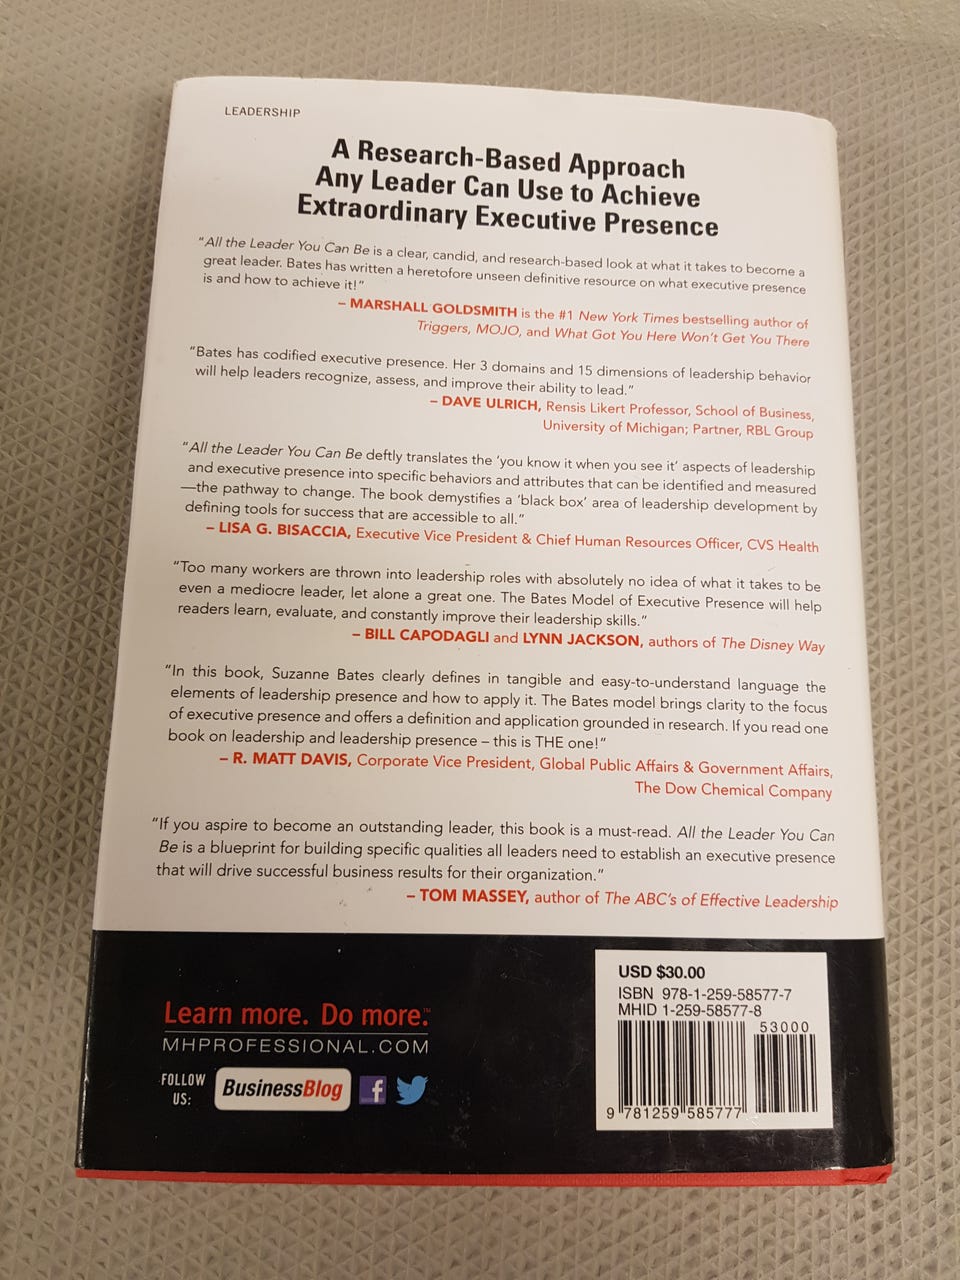 LEADERSHIP
A Research-Based Approach
Any Leader Can Use to Achieve
Extraordinary Executive Presence
“All the Leader You Can Be is a clear, candid, and research-based look at what it takes to become a
great leader. Bates has written a heretofore unseen definitive resource on what executive presence
is and how to achieve it!”
– MARSHALL GOLDSMITH is the #1 New York Times bestselling author of
Triggers, MOJO, and What Got You Here Won’t Get You There
“Bates has codified executive presence. Her 3 domains and 15 dimensions of leadership behavior
will help leaders recognize, assess, and improve their ability to lead.”
– DAVE ULRICH, Rensis Likert Professor, School of Business,
University of Michigan; Partner, RBL Group
“All the Leader You Can Be deftly translates the ‘you know it when you see it’ aspects of leadership
and executive presence into specific behaviors and attributes that can be identified and measured
—the pathway to change. The book demystifies a ‘black box’ area of leadership development by
defining tools for success that are accessible to all.”
– LISA G. BISACCIA, Executive Vice President & Chief Human Resources Officer, CVS Health
“Too many workers are thrown into leadership roles with absolutely no idea of what it takes to be
even a mediocre leader, let alone a great one. The Bates Model of Executive Presence will help
readers learn, evaluate, and constantly improve their leadership skills.”
– BILL CAPODAGLI and LYNN JACKSON, authors of The Disney Way
“In this book, Suzanne Bates clearly defines in tangible and easy-to-understand language the
elements of leadership presence and how to apply it. The Bates model brings clarity to the focus
of executive presence and offers a definition and application grounded in research. If you read one
book on leadership and leadership presence – this is THE one!”
– R. MATT DAVIS, Corporate Vice President, Global Public Affairs & Government Affairs,
The Dow Chemical Company
“If you aspire to become an outstanding leader, this book is a must-read. All the Leader You Can
Be is a blueprint for building specific qualities all leaders need to establish an executive presence
that will drive successful business results for their organization.”
– TOM MASSEY, author of The ABC’s of Effective Leadership
Learn more. Do more.™
MHPROFESSIONAL.COM
FOLLOW
US:
BusinessBlog
f
USD $30.00
ISBN 978-1-259-58577-7
MHID 1-259-58577-8
53000
9 781259 585777